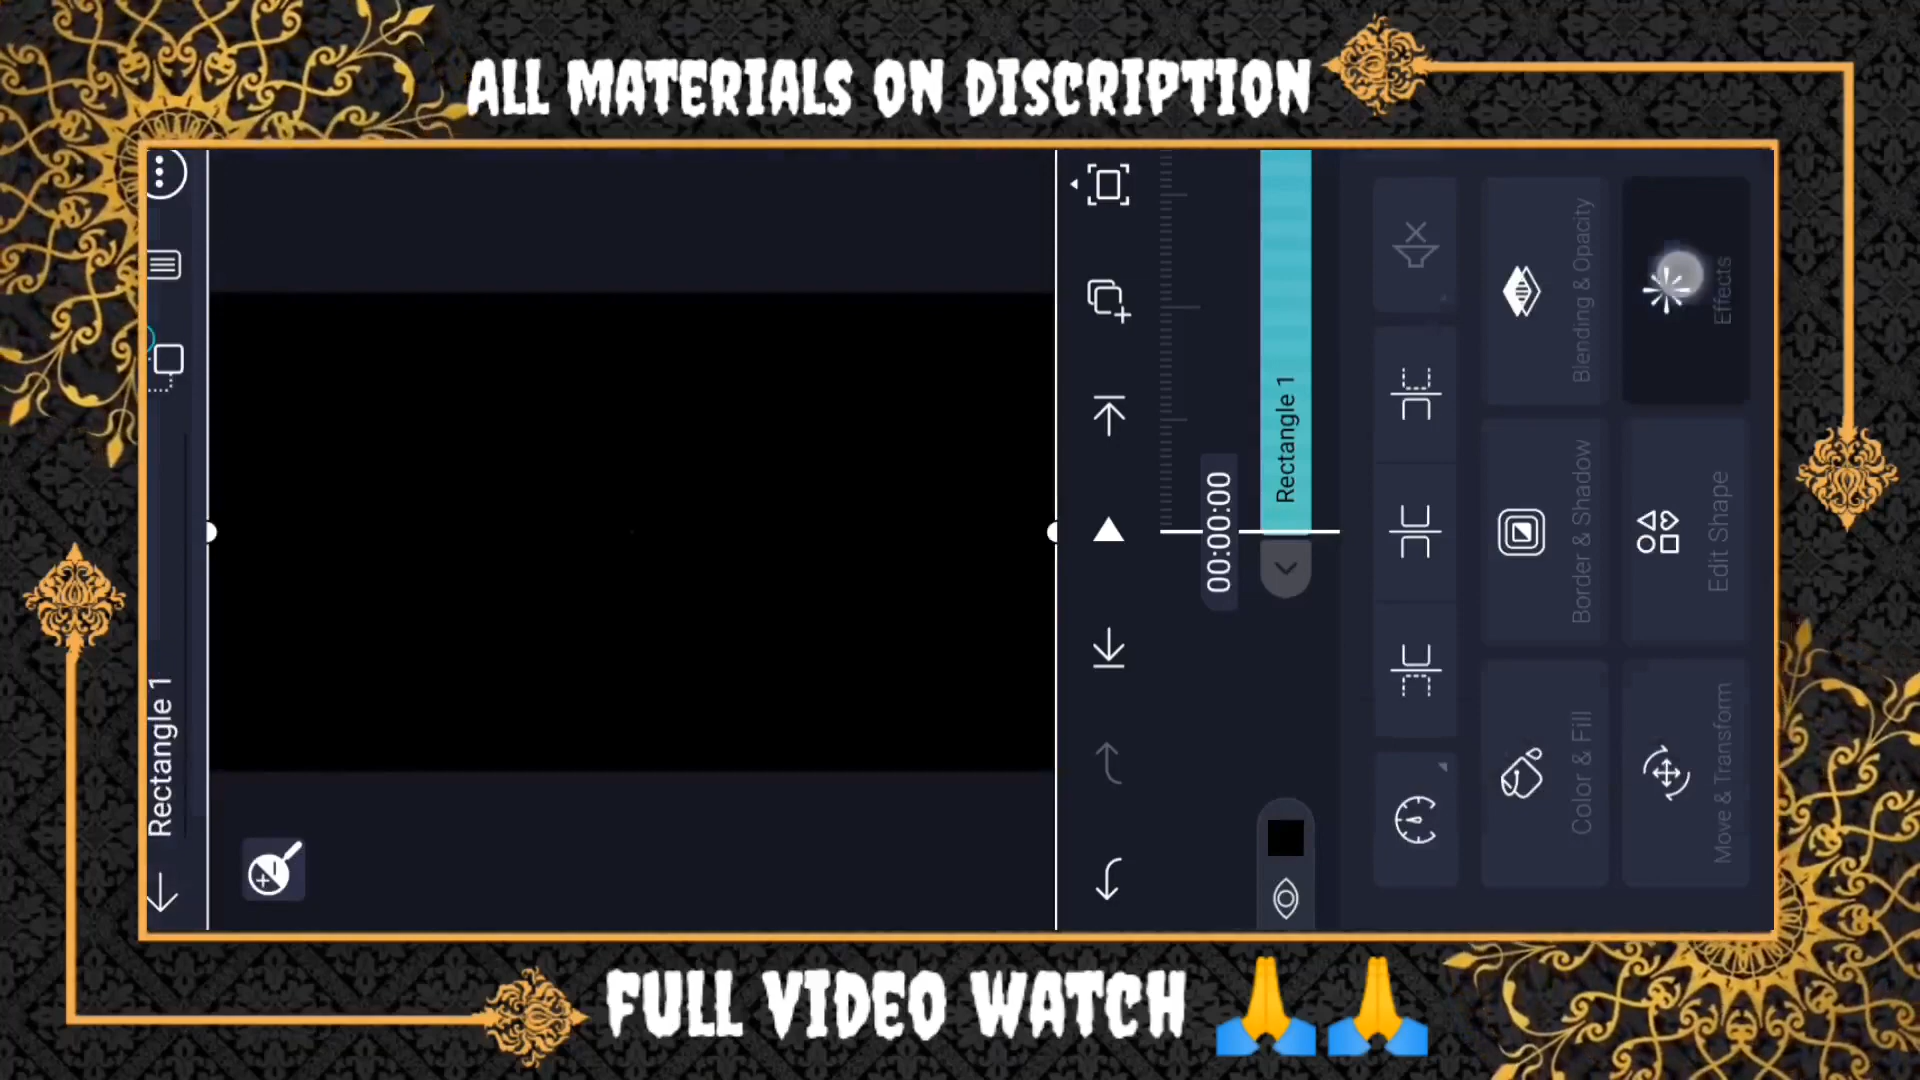 ALL MATERIALS ON DISCRIPTION
Rectangle 1
00:00:00
Rectangle 1
Blending & Opacity
Effects
Border & Shadow
Edit Shape
Color & Fill
Move & Transform
FULL VIDEO WATCH 🙏🙏